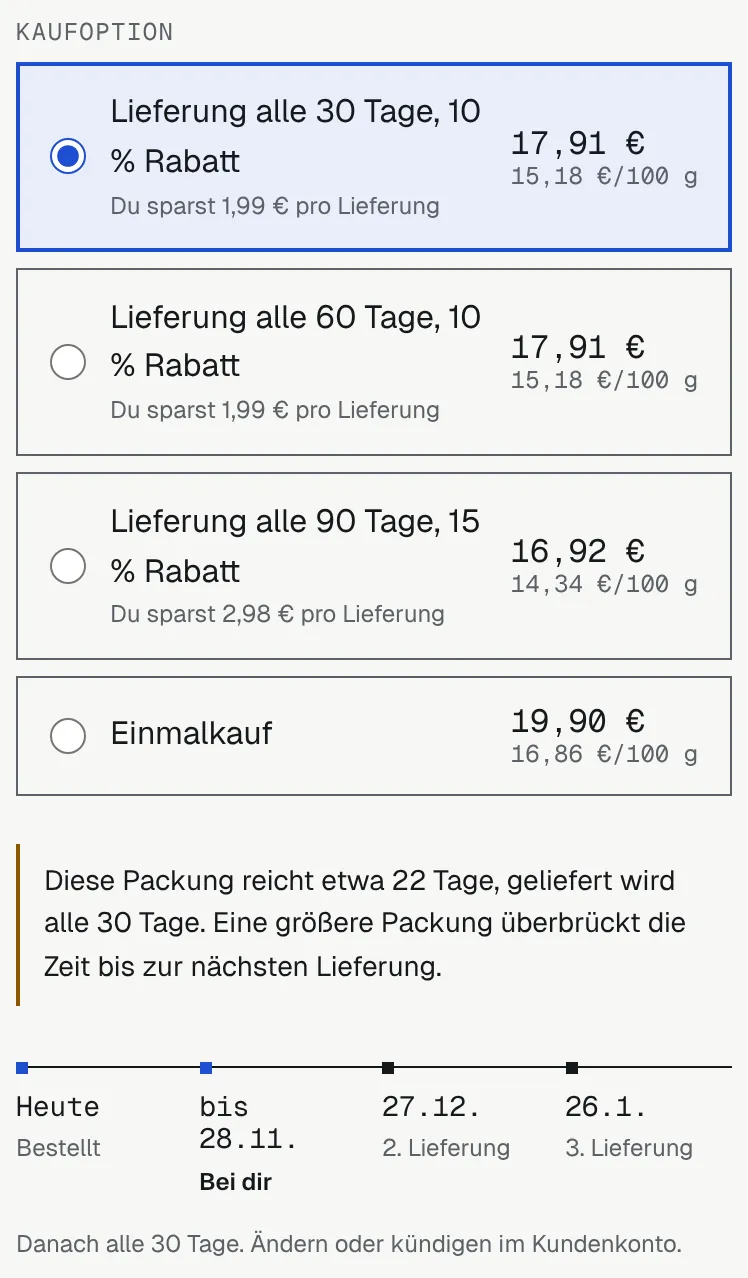 KAUFOPTION
Lieferung alle 30 Tage, 10
% Rabatt
Du sparst 1,99 € pro Lieferung
17,91 €
15,18 €/100 g
Lieferung alle 60 Tage, 10
% Rabatt
Du sparst 1,99 € pro Lieferung
17,91 €
15,18 €/100 g
Lieferung alle 90 Tage, 15
% Rabatt
Du sparst 2,98 € pro Lieferung
16,92 €
14,34 €/100 g
Einmalkauf
19,90 €
16,86 €/100 g
Diese Packung reicht etwa 22 Tage, geliefert wird
alle 30 Tage. Eine größere Packung überbrückt die
Zeit bis zur nächsten Lieferung.
Heute
Bestellt
bis
28.11.
Bei dir
27.12.
2. Lieferung
26.1.
3. Lieferung
Danach alle 30 Tage. Ändern oder kündigen im Kundenkonto.